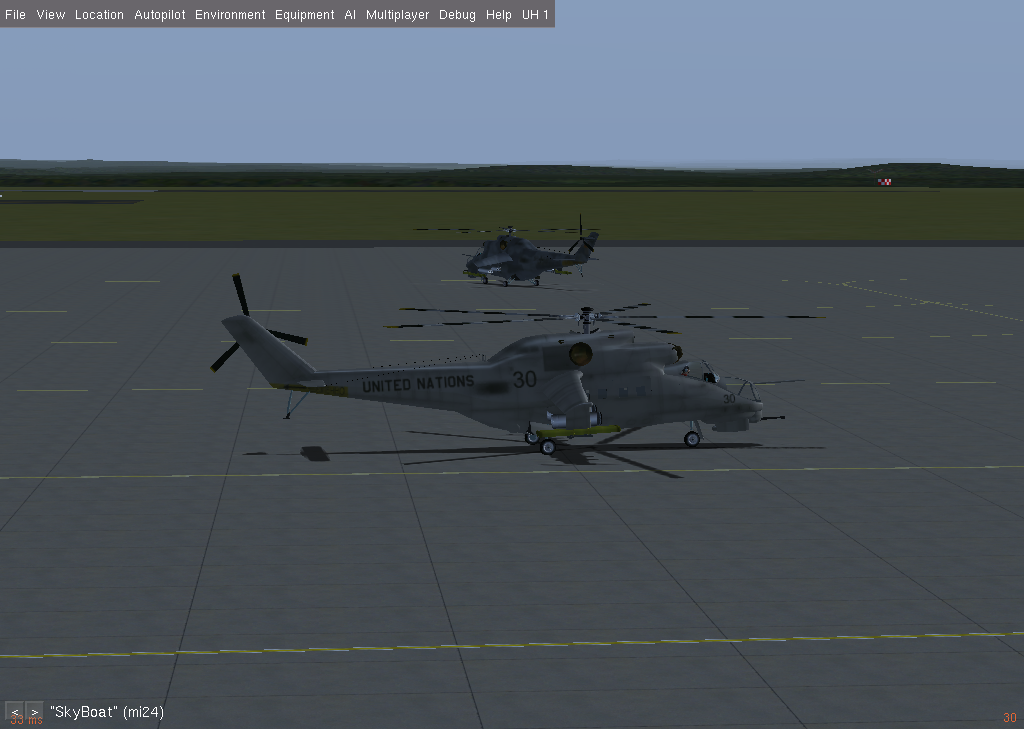 File View Location Autopilot Environment Equipment AI Multiplayer Debug Help UH 1
UNITED NATIONS 30
30
< > "SkyBoat" (mi24)
33 ms
30